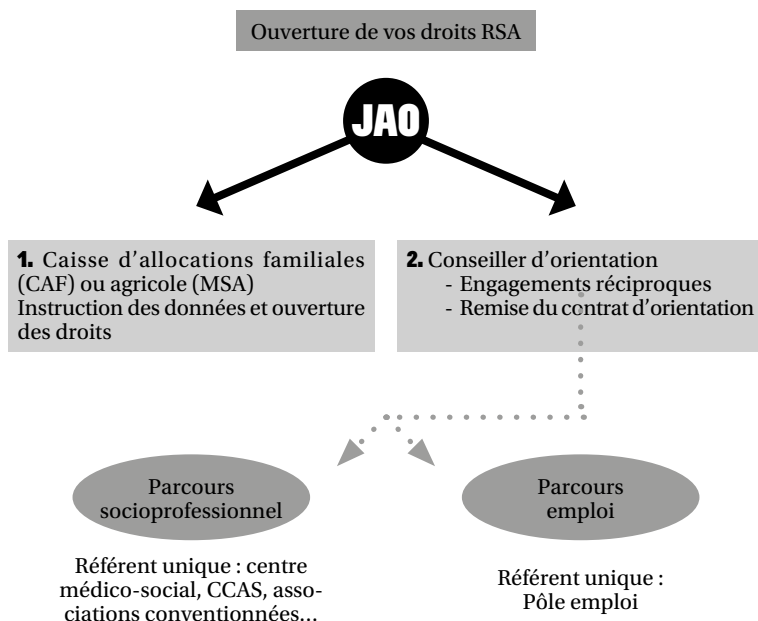 Ouverture de vos droits RSA
JAO
1. Caisse d'allocations familiales
(CAF) ou agricole (MSA)
Instruction des données et ouverture
des droits
2. Conseiller d'orientation
- Engagements réciproques
- Remise du contrat d'orientation
Parcours
socioprofessionnel
Référent unique : centre
médico-social, CCAS, asso-
ciations conventionnées...
Parcours
emploi
Référent unique :
Pôle emploi